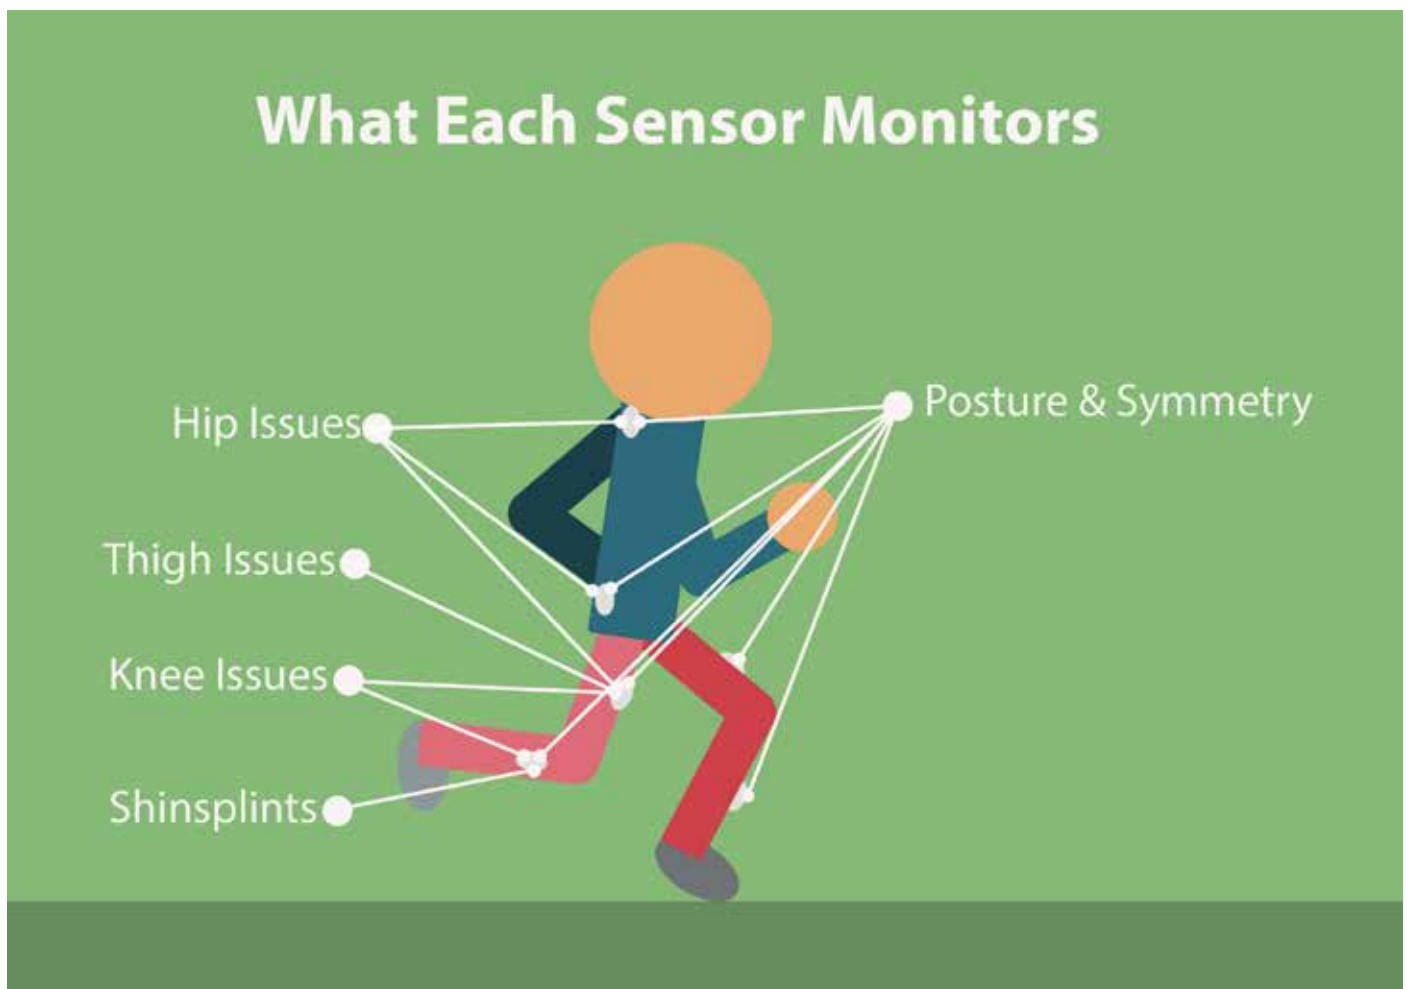 What Each Sensor Monitors
Hip Issues
Posture & Symmetry
Thigh Issues
Knee Issues
Shinsplints